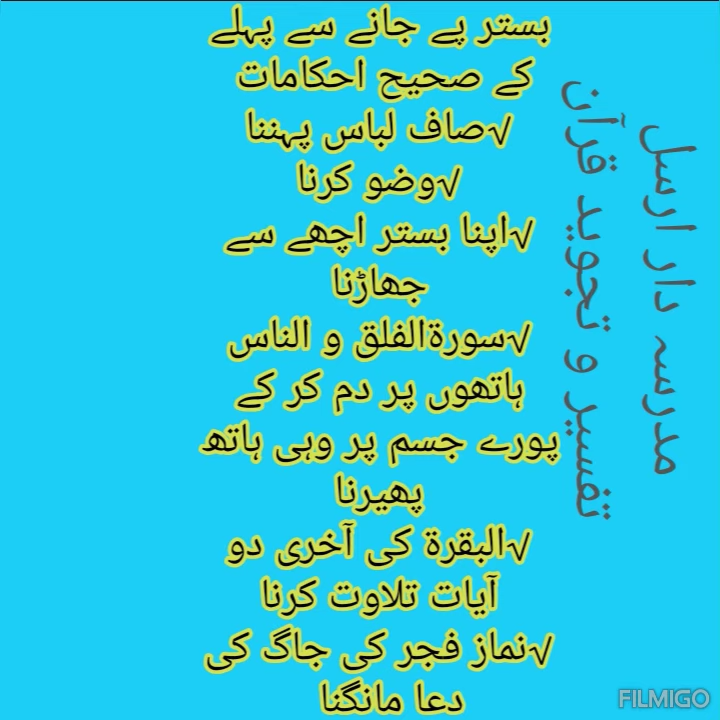 بستر پے جانے سے پہلے
کے صحیح احکامات
√صاف لباس پہننا
√وضو کرنا
√اپنا بستر اچھے سے
جھاڑنا
√سورۃالفلق و الناس
ہاتھوں پر دم کر کے
پورے جسم پر وہی ہاتھ
پھیرنا
√البقرۃ کی آخری دو
آیات تلاوت کرنا
√نماز فجر کی جاگ کی
دعا مانگنا
مدرسہ دار ارسل
تفسیر و تجوید قرآن
FILMIGO